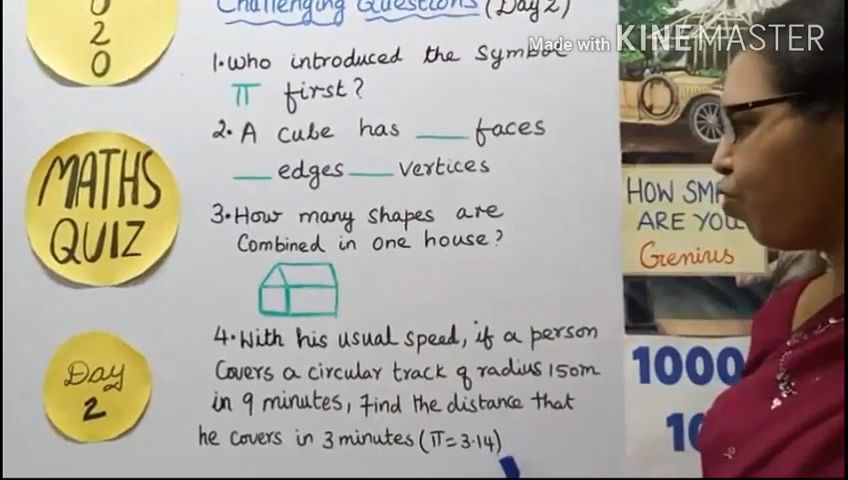 0
2
0
Challenging Questions (Day 2)
Made with KINEMASTER
1. Who introduced the symbol
π first?
2. A cube has ___ faces
___ edges ___ vertices
MATHS
QUIZ
3. How many shapes are
Combined in one house?
HOW SM
ARE YOU
Grenius
4. With his usual speed, if a person
Covers a circular track of radius 150m
in 9 minutes, find the distance that
he covers in 3 minutes (π = 3.14)
Day
2
1000
10